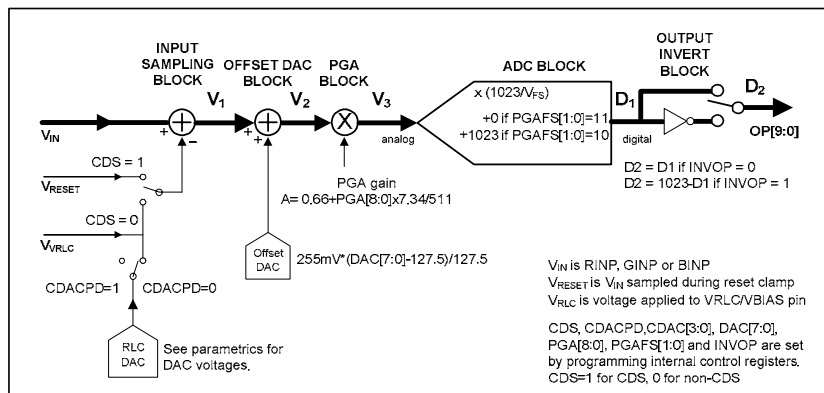 INPUT
SAMPLING
BLOCK
OFFSET DAC
BLOCK
PGA
BLOCK
ADC BLOCK
OUTPUT
INVERT
BLOCK
V1
V2
V3
x (1023/VFS)
+0 if PGAFS[1:0]=11
+1023 if PGAFS[1:0]=10
D1
D2
OP[9:0]
VIN
+
-
+
+
X
analog
digital
CDS = 1
VRESET
CDS = 0
VVRLC
CDACPD=1
CDACPD=0
RLC
DAC
See parametrics for
DAC voltages.
Offset
DAC
255mV*(DAC[7:0]-127.5)/127.5
PGA gain
A= 0.66+PGA[8:0]x7.34/511
D2 = D1 if INVOP = 0
D2 = 1023-D1 if INVOP = 1
VIN is RINP, GINP or BINP
VRESET is VIN sampled during reset clamp
VRLC is voltage applied to VRLC/VBIAS pin
CDS, CDACPD,CDAC[3:0], DAC[7:0],
PGA[8:0], PGAFS[1:0] and INVOP are set
by programming internal control registers.
CDS=1 for CDS, 0 for non-CDS